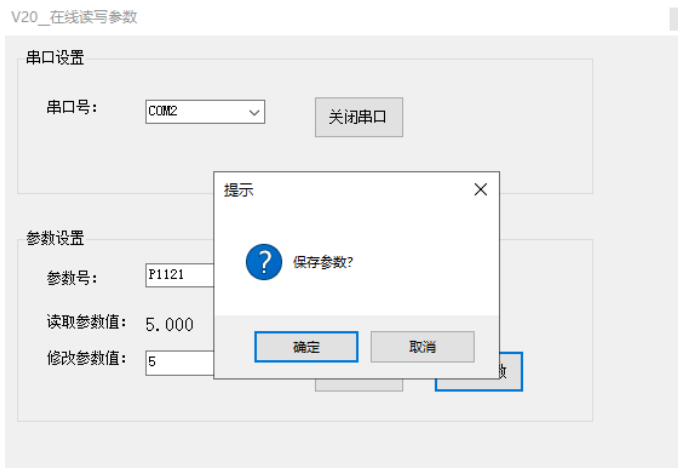 V20__在线读写参数
串口设置
串口号：
COM2
关闭串口
提示
保存参数?
确定
取消
参数设置
参数号：
P1121
读取参数值：
5.000
修改参数值：
5
数